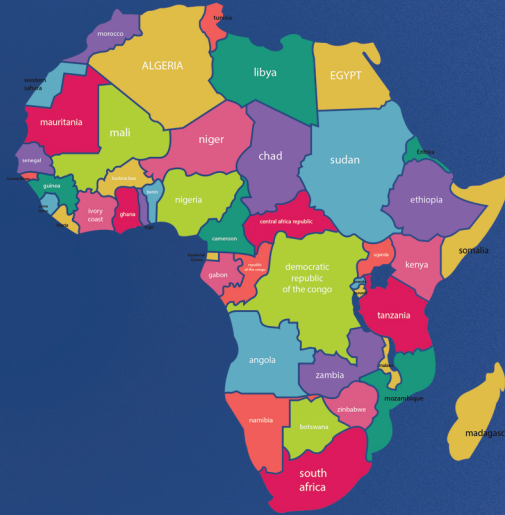 morocco
tunisia
ALGERIA
libya
EGYPT
western
sahara
mauritania
mali
niger
chad
sudan
Eritrea
senegal
guinea
burkina faso
benin
ivory
coast
ghana
togo
nigeria
central africa republic
ethiopia
somalia
cameroon
gabon
republic
of the congo
democratic
republic
of the congo
uganda
kenya
tanzania
angola
zambia
mozambique
zimbabwe
namibia
botswana
madagasc
south
africa